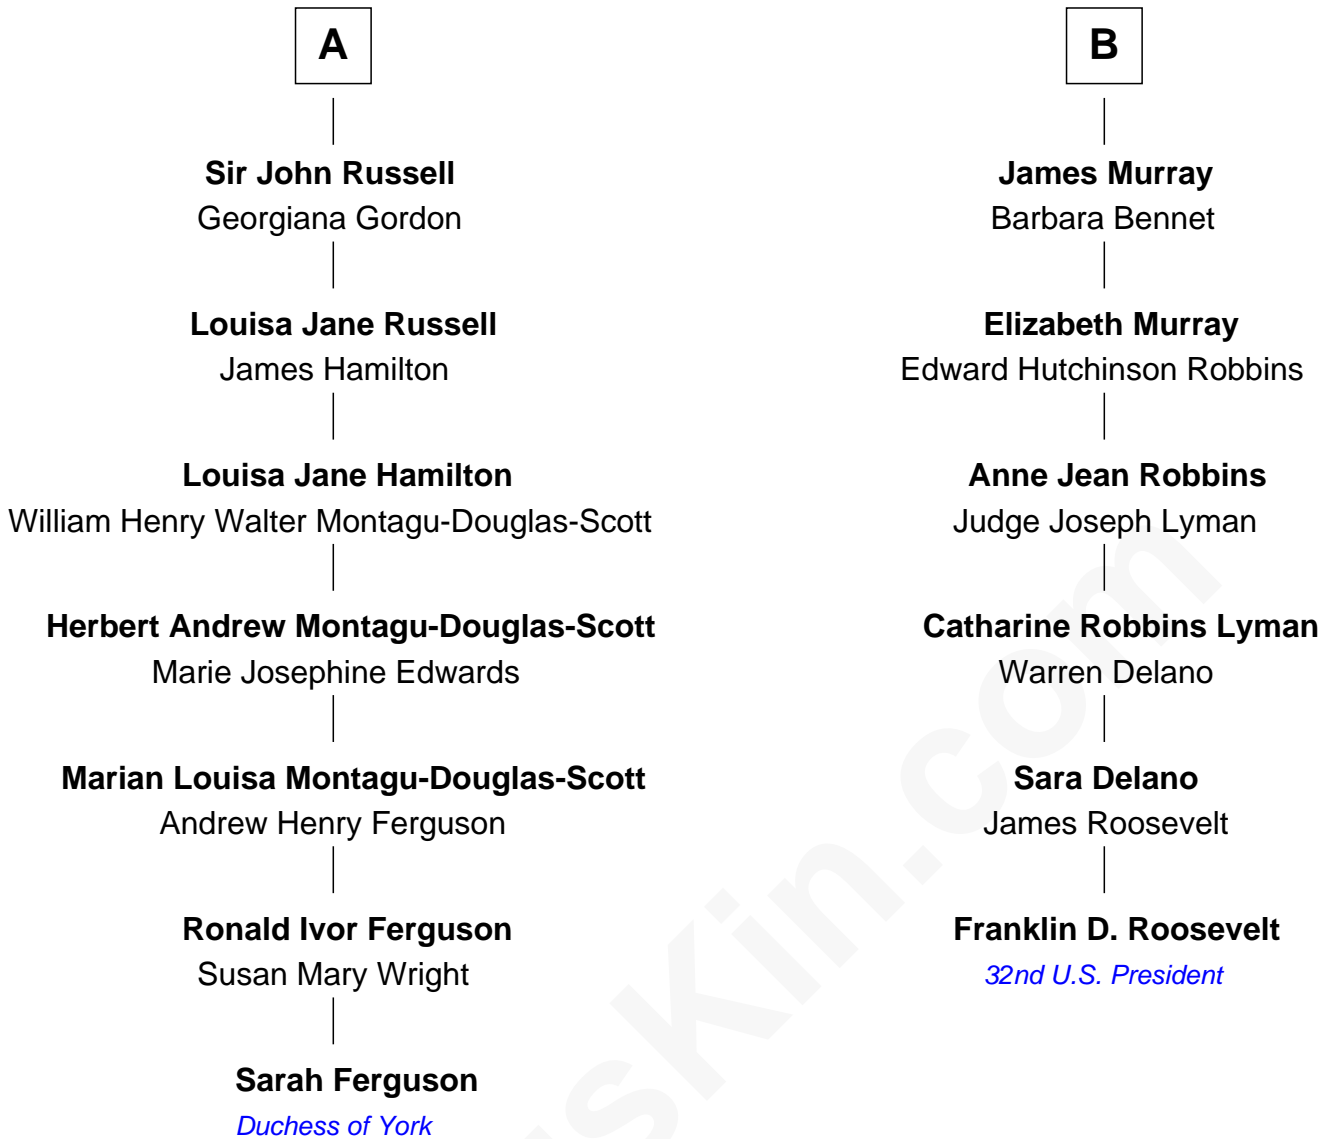 A
Sir John Russell
Georgiana Gordon
Louisa Jane Russell
James Hamilton
Louisa Jane Hamilton
William Henry Walter Montagu-Douglas-Scott
Herbert Andrew Montagu-Douglas-Scott
Marie Josephine Edwards
Marian Louisa Montagu-Douglas-Scott
Andrew Henry Ferguson
Ronald Ivor Ferguson
Susan Mary Wright
Sarah Ferguson
Duchess of York
B
James Murray
Barbara Bennet
Elizabeth Murray
Edward Hutchinson Robbins
Anne Jean Robbins
Judge Joseph Lyman
Catharine Robbins Lyman
Warren Delano
Sara Delano
James Roosevelt
Franklin D. Roosevelt
32nd U.S. President